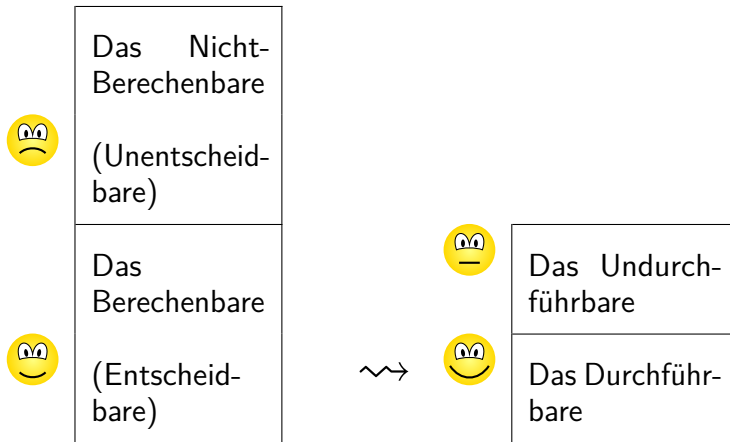 Das Nicht-
Berechenbare
(Unentscheid-
bare)
Das
Berechenbare
(Entscheid-
bare)
Das Undurch-
führbare
Das Durchführ-
bare